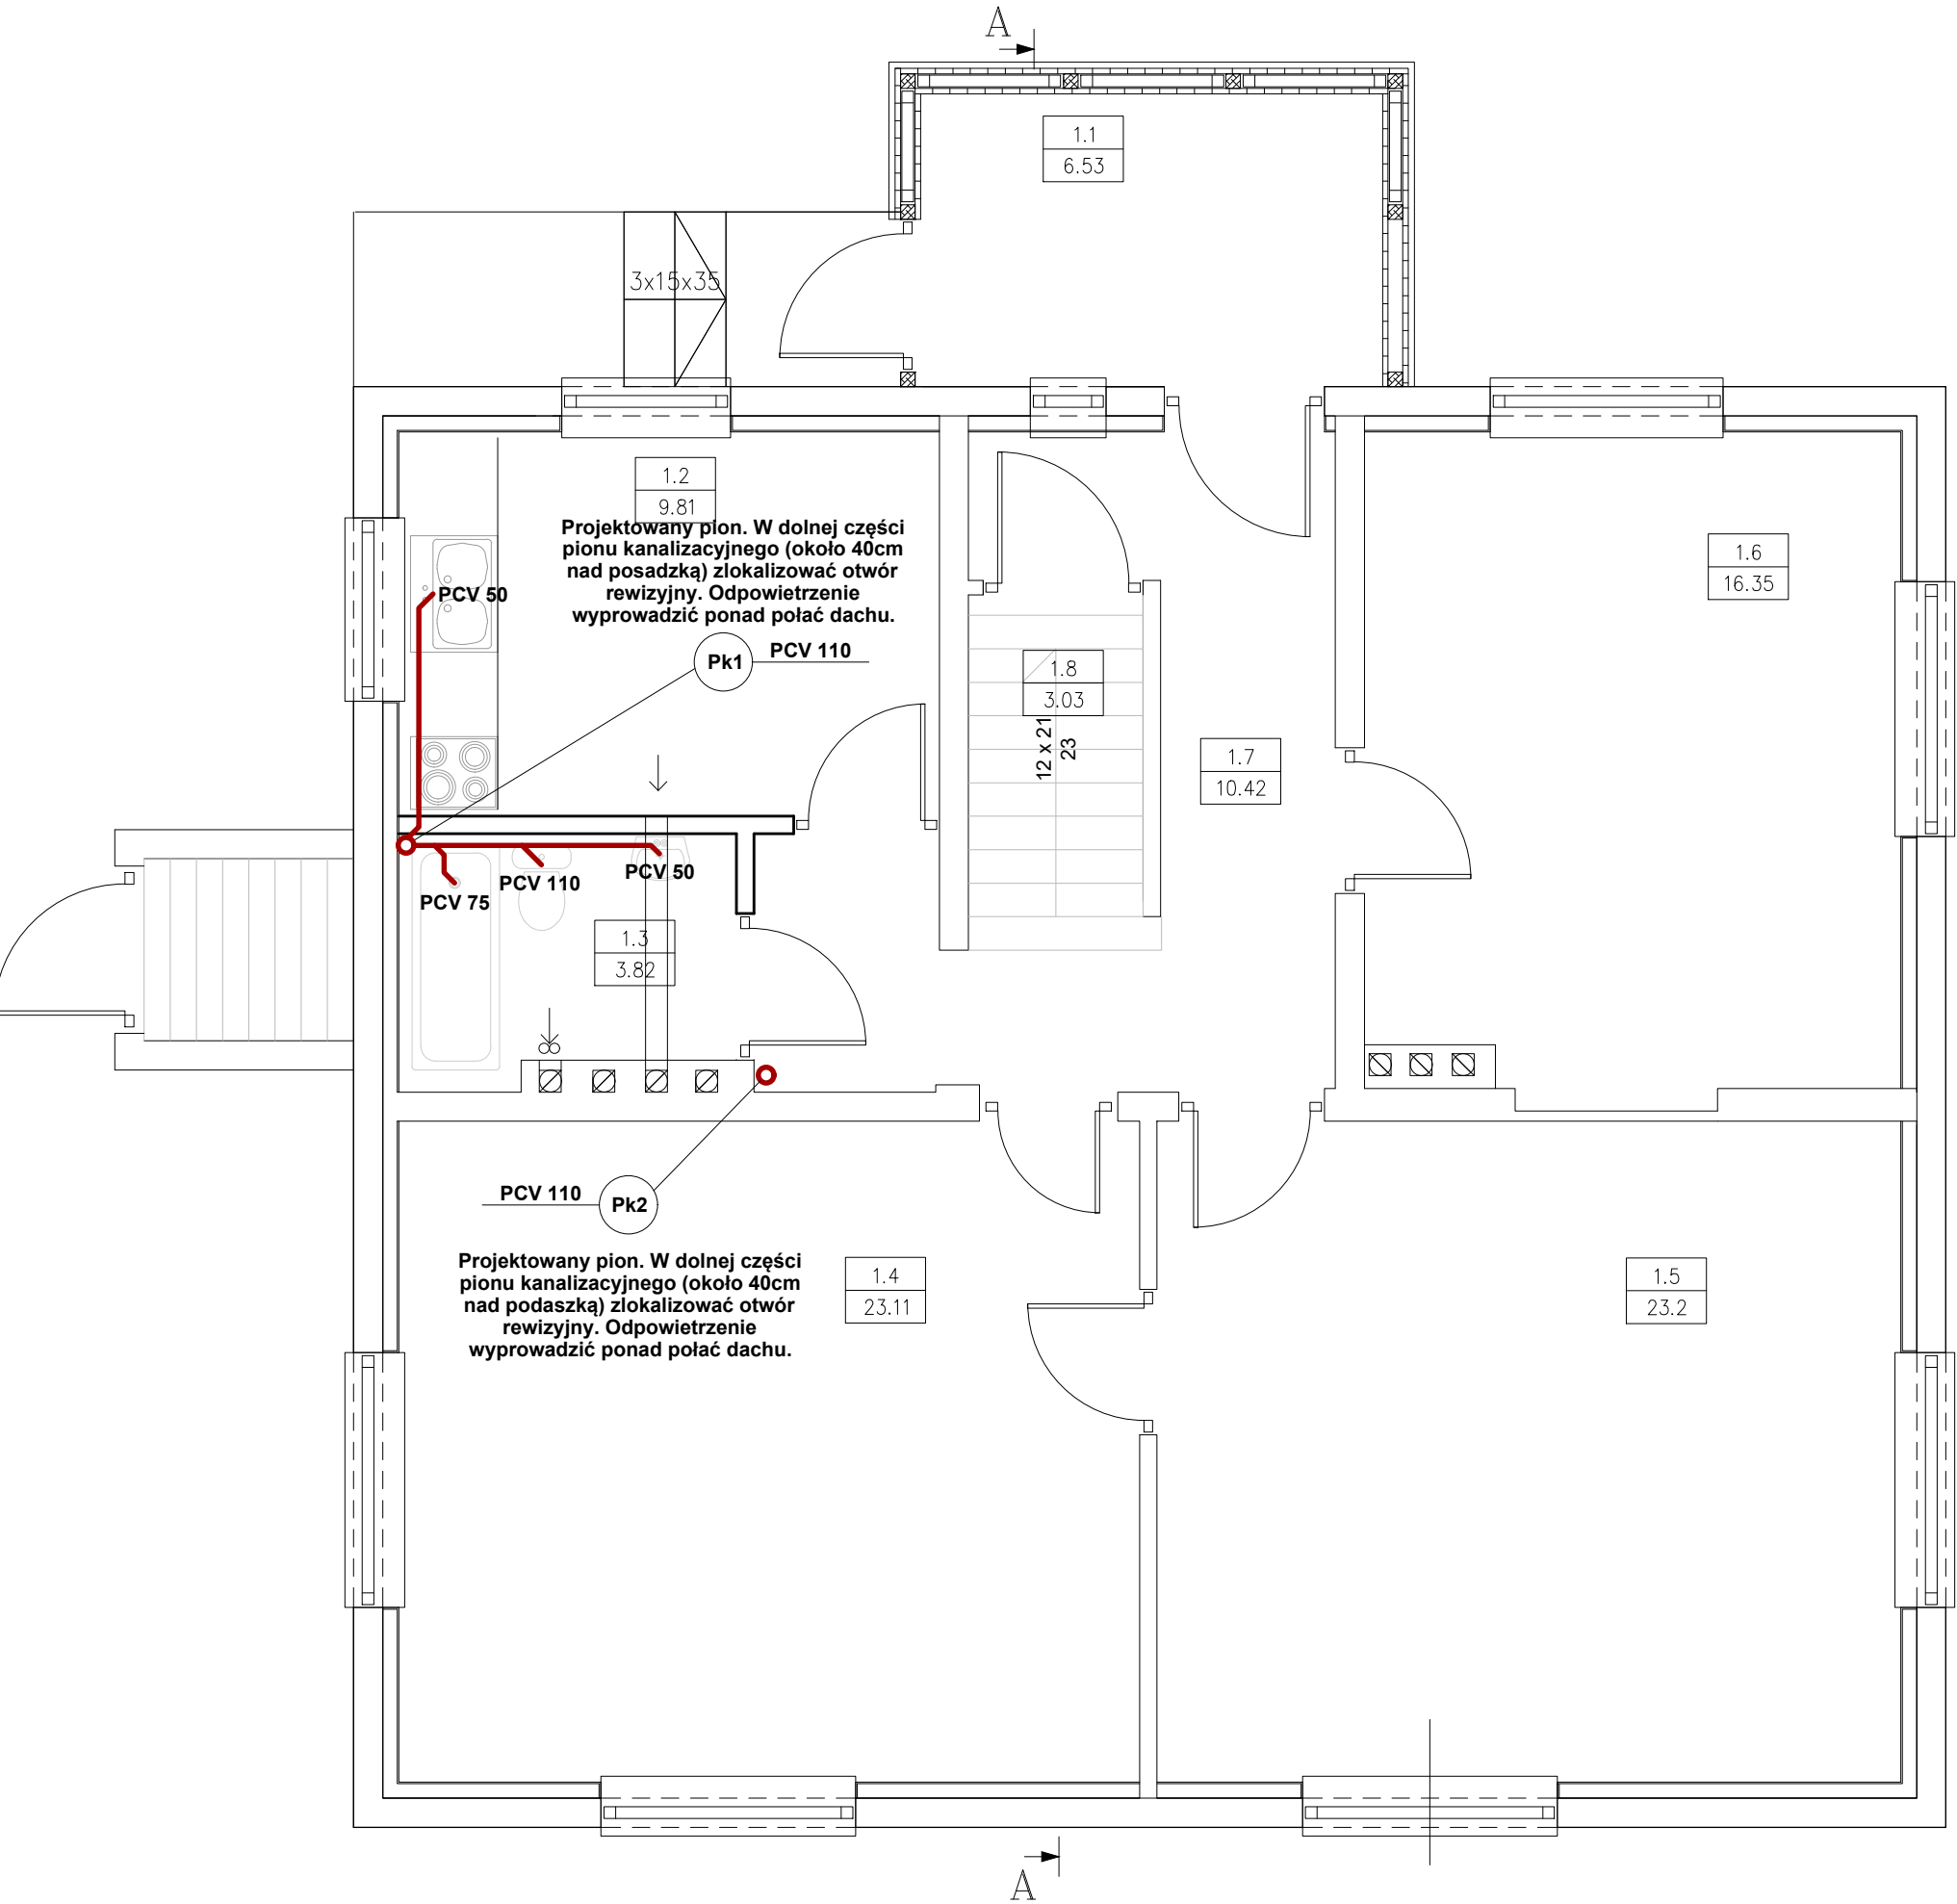 A
1.1
6.53
3x15x35
1.2
9.81
Projektowany pion. W dolnej części
pionu kanalizacyjnego (około 40cm
nad posadzką) zlokalizować otwór
rewizyjny. Odpowietrzenie
wyprowadzić ponad połać dachu.
PCV 50
Pk1
PCV 110
1.6
16.35
1.8
3.03
12 x 21
23
1.7
10.42
PCV 75
PCV 110
PCV 50
1.3
3.82
PCV 110
Pk2
Projektowany pion. W dolnej części
pionu kanalizacyjnego (około 40cm
nad podaszką) zlokalizować otwór
rewizyjny. Odpowietrzenie
wyprowadzić ponad połać dachu.
1.4
23.11
1.5
23.2
A